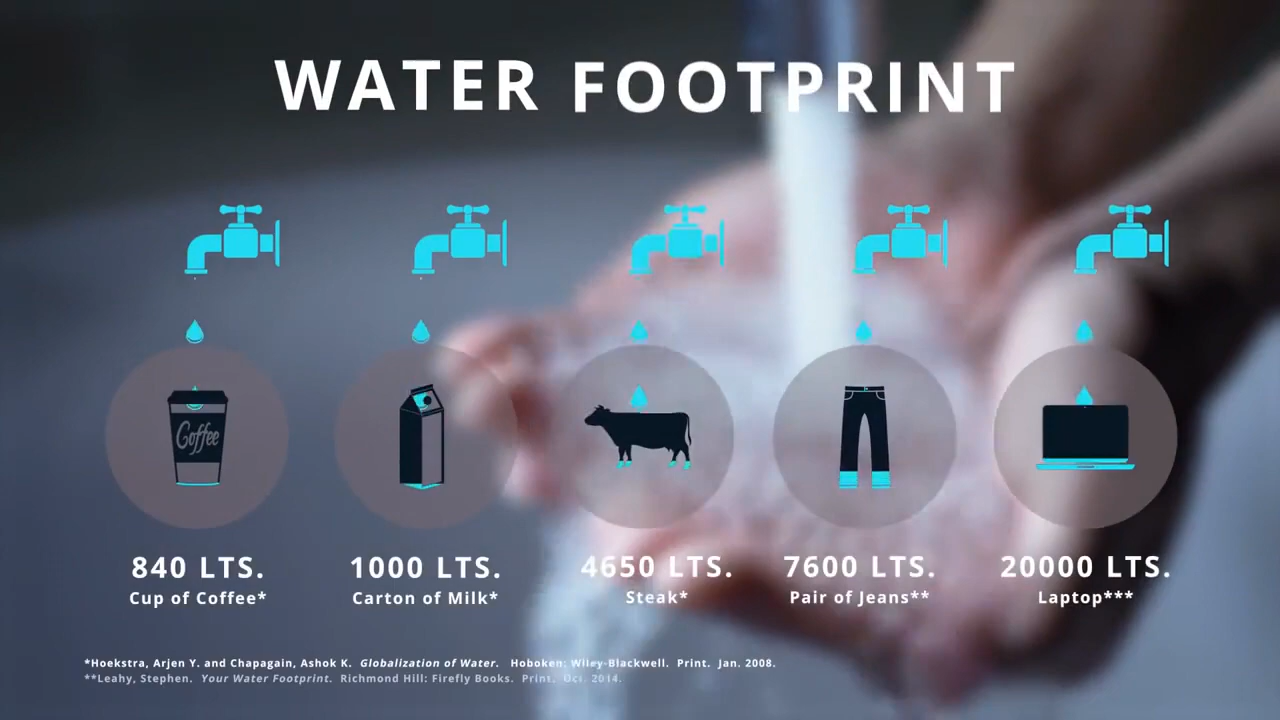 WATER FOOTPRINT
Coffee
840 LTS. 1000 LTS. 4650 LTS. 7600 LTS. 20000 LTS.
Cup of Coffee* Carton of Milk* Steak* Pair of Jeans** Laptop***
*Hoekstra, Arjen Y. and Chapagain, Ashok K. Globalization of Water. Hoboken: Wiley-Blackwell. Print. Jan. 2008.
**Leahy, Stephen. Your Water Footprint. Richmond Hill: Firefly Books. Print. Oct. 2014.